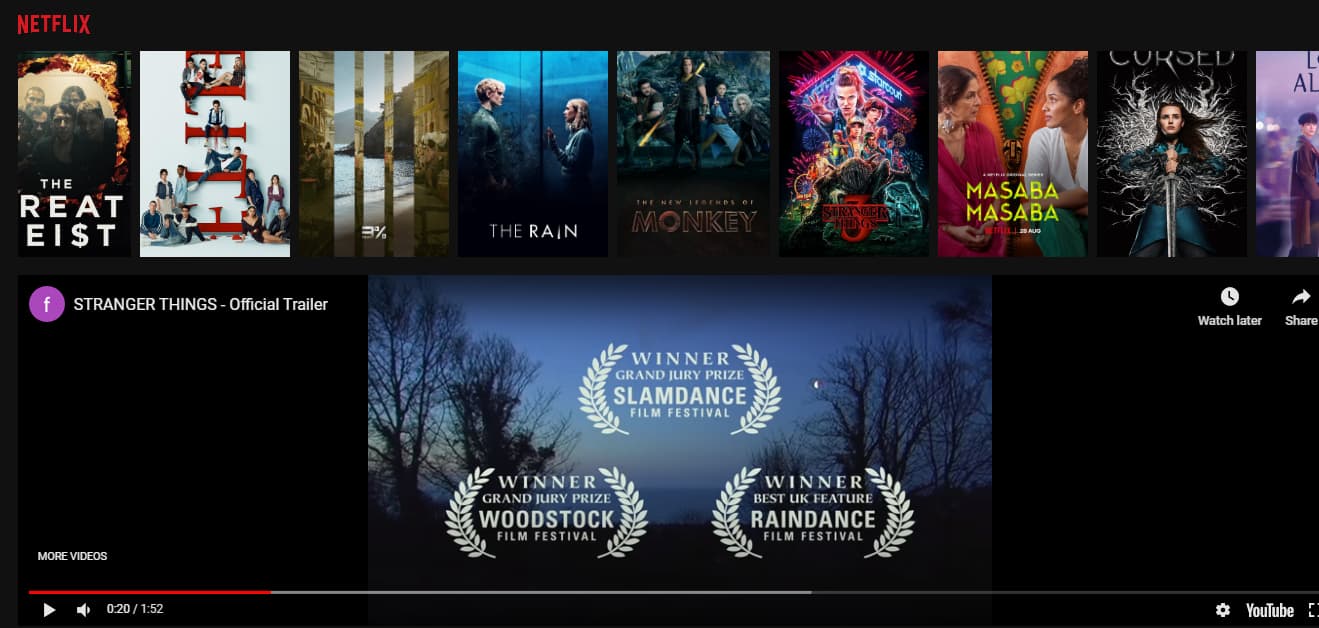 NETFLIX
THE
REAT
EI$T
ELITE
3%
THE RAIN
THE NEW LEGENDS OF
MONKEY
starcourt
STRANGER
THINGS
3
A NETFLIX ORIGINAL SERIES
MASABA
MASABA
NETFLIX | 28 AUG
CURSED
L
AL
f
STRANGER THINGS - Official Trailer
Watch later
Share
WINNER
GRAND JURY PRIZE
SLAMDANCE
FILM FESTIVAL
WINNER
GRAND JURY PRIZE
WOODSTOCK
FILM FESTIVAL
WINNER
BEST UK FEATURE
RAINDANCE
FILM FESTIVAL
MORE VIDEOS
0:20 / 1:52
YouTube